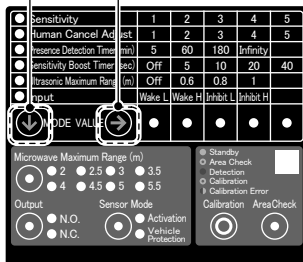 Sensitivity 1 2 3 4 5
Human Cancel Adjust 1 2 3 4 5
Presence Detection Timer (min) 5 60 180 Infinity
Sensitivity Boost Timer (sec) Off 5 10 20 40
Ultrasonic Maximum Range (m) Off 0.6 0.8 1
Input Wake L Wake H Inhibit L Inhibit H
MODE VALUE
Microwave Maximum Range (m)
2 2.5 3 3.5
4 4.5 5 5.5
Output Sensor Mode
N.O. Activation
N.C. Vehicle Protection
Standby
Area Check
Detection
Calibration
Calibration Error
Calibration AreaCheck